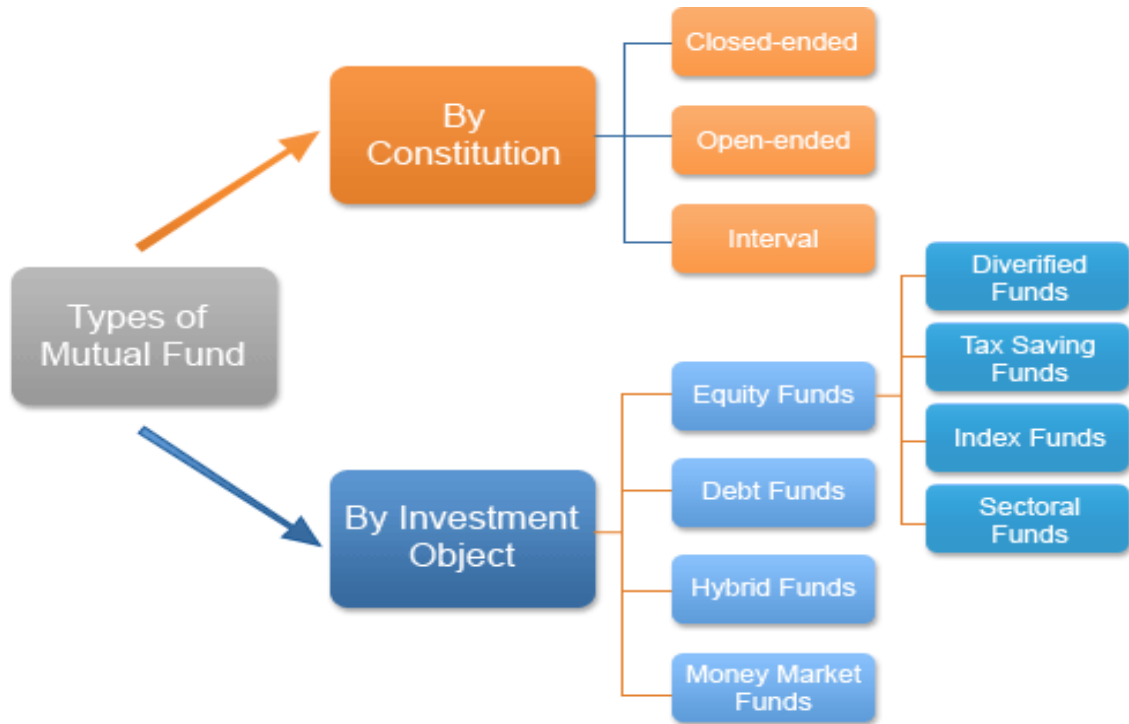 Types of
Mutual Fund
By
Constitution
Closed-ended
Open-ended
Interval
By Investment
Object
Equity Funds
Debt Funds
Hybrid Funds
Money Market
Funds
Diverified
Funds
Tax Saving
Funds
Index Funds
Sectoral
Funds